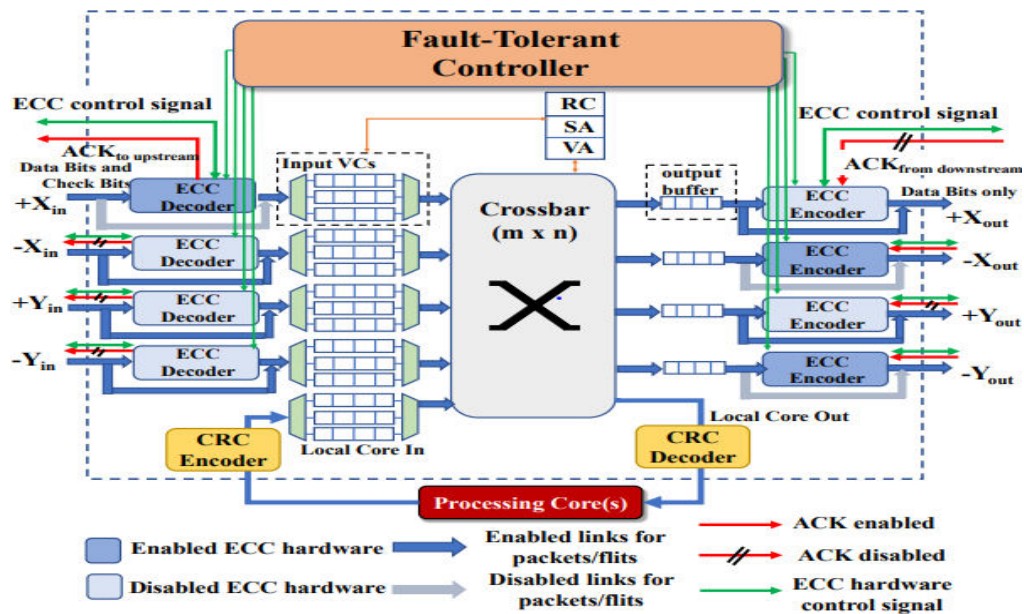 Fault-Tolerant
Controller
ECC control signal
ACK to upstream
Data Bits and
Check Bits
+Xin
ECC
Decoder
-Xin
ECC
Decoder
+Yin
ECC
Decoder
-Yin
ECC
Decoder
Input VCs
RC
SA
VA
Crossbar
(m x n)
output
buffer
ECC control signal
ACK from downstream
Data Bits only
ECC
Encoder
+Xout
ECC
Encoder
-Xout
ECC
Encoder
+Yout
ECC
Encoder
-Yout
Local Core In
Local Core Out
CRC
Encoder
CRC
Decoder
Processing Core(s)
Enabled ECC hardware
Disabled ECC hardware
Enabled links for
packets/flits
Disabled links for
packets/flits
ACK enabled
ACK disabled
ECC hardware
control signal